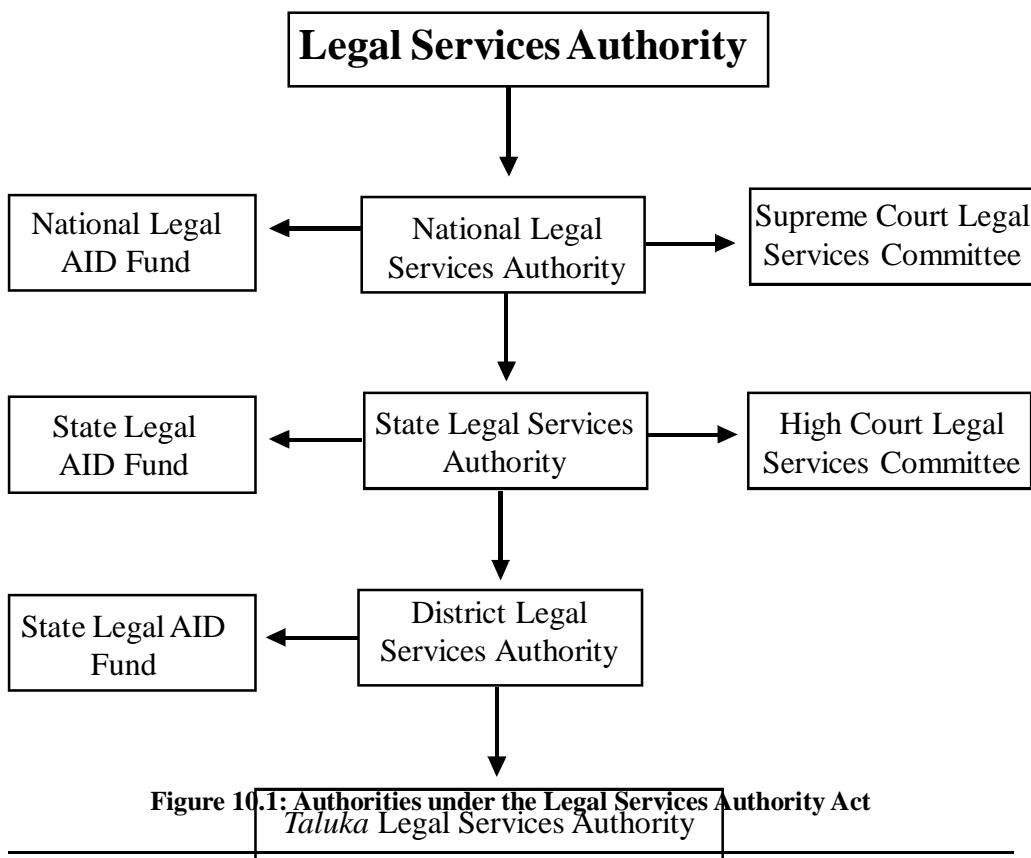 Legal Services Authority
National Legal
AID Fund
National Legal
Services Authority
Supreme Court Legal
Services Committee
State Legal
AID Fund
State Legal Services
Authority
High Court Legal
Services Committee
State Legal AID
Fund
District Legal
Services Authority
Figure 10.1: Authorities under the Legal Services Authority Act
Taluka Legal Services Authority